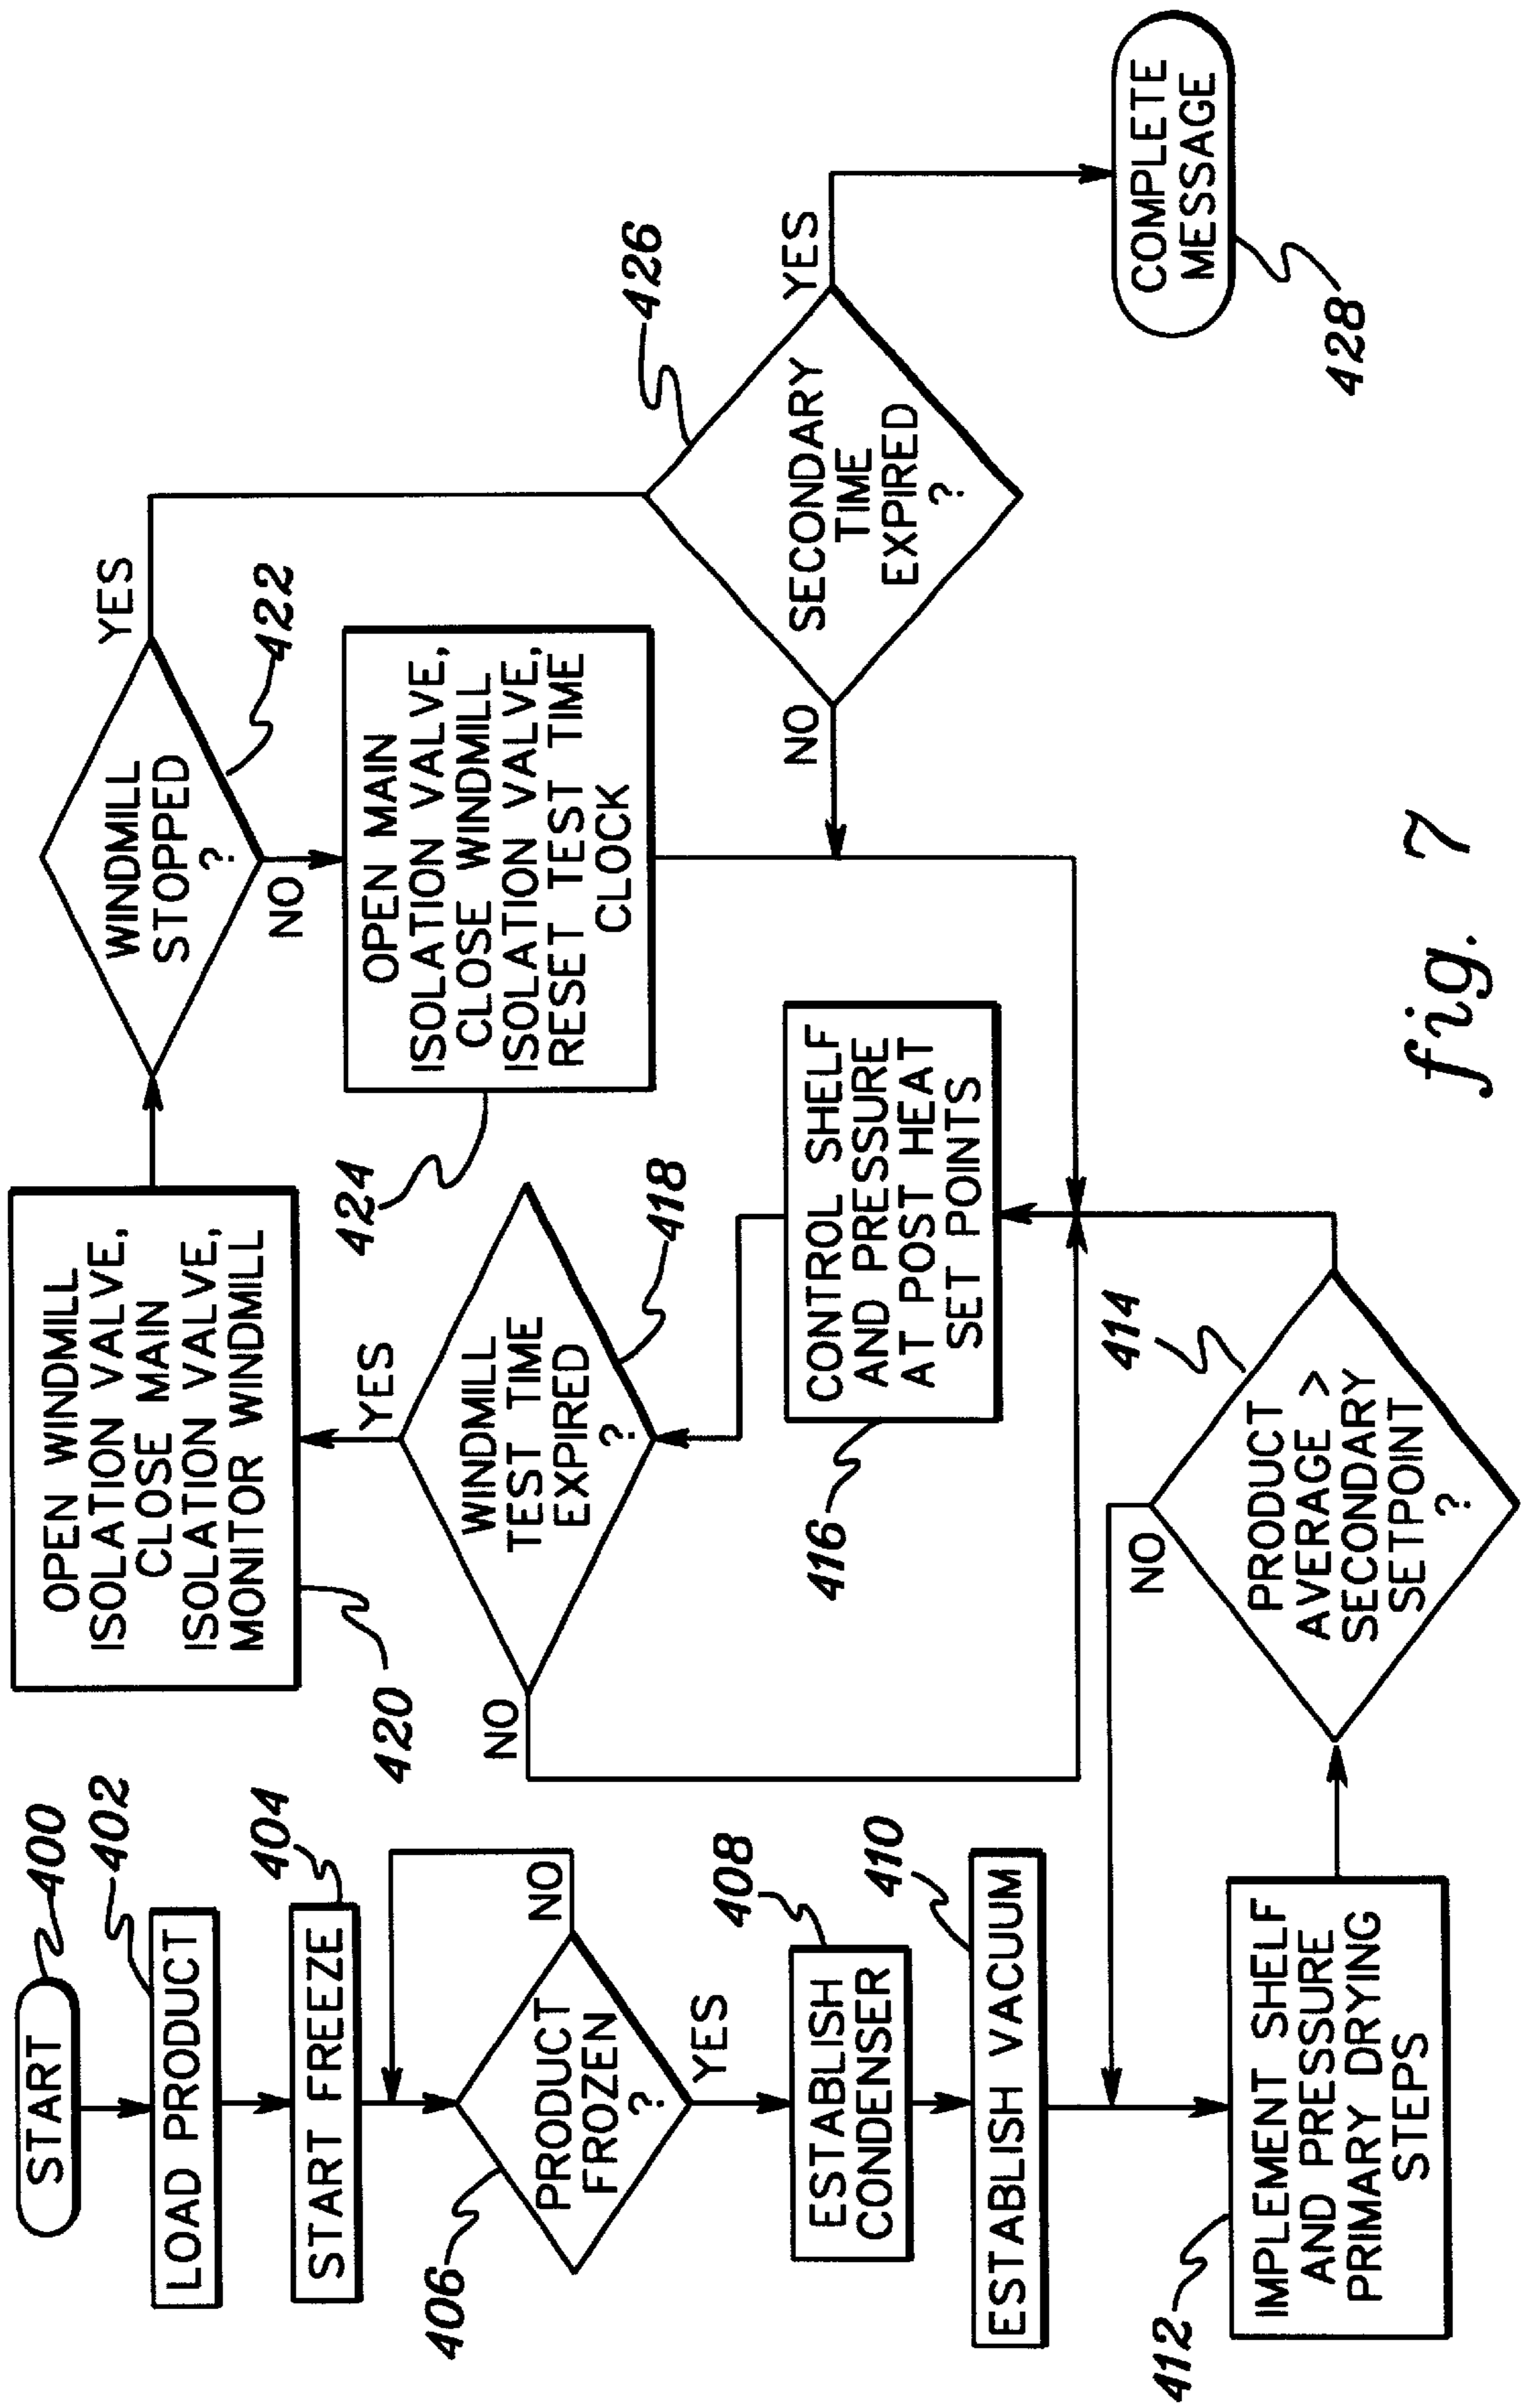 START
400
LOAD PRODUCT
402
START FREEZE
404
PRODUCT
FROZEN
?
406
NO
YES
ESTABLISH
CONDENSER
408
ESTABLISH VACUUM
410
IMPLEMENT SHELF
AND PRESSURE
PRIMARY DRYING
STEPS
412
PRODUCT
AVERAGE >
SECONDARY
SETPOINT
?
414
NO
CONTROL SHELF
AND PRESSURE
AT POST HEAT
SET POINTS
416
WINDMILL
TEST TIME
EXPIRED
?
418
NO
YES
OPEN WINDMILL
ISOLATION VALVE,
CLOSE MAIN
ISOLATION VALVE,
MONITOR WINDMILL
420
WINDMILL
STOPPED
?
422
YES
NO
OPEN MAIN
ISOLATION VALVE,
CLOSE WINDMILL
ISOLATION VALVE,
RESET TEST TIME
CLOCK
424
SECONDARY
TIME
EXPIRED
?
426
NO
YES
COMPLETE
MESSAGE
428
fig. 7